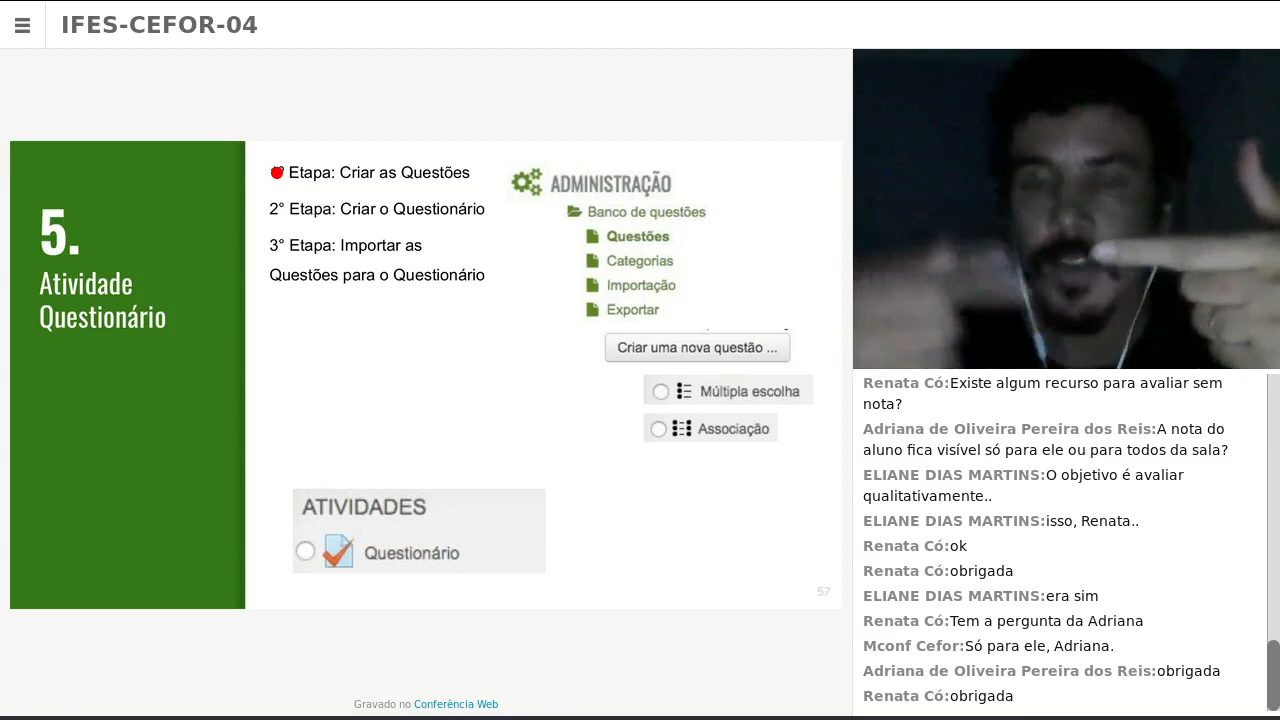 IFES-CEFOR-04
5.
Atividade
Questionário
Etapa: Criar as Questões
2° Etapa: Criar o Questionário
3° Etapa: Importar as
Questões para o Questionário
ADMINISTRAÇÃO
Banco de questões
Questões
Categorias
Importação
Exportar
Criar uma nova questão ...
Múltipla escolha
Associação
ATIVIDADES
Questionário
57
Gravado no Conferência Web
Renata Có:Existe algum recurso para avaliar sem
nota?
Adriana de Oliveira Pereira dos Reis:A nota do
aluno fica visível só para ele ou para todos da sala?
ELIANE DIAS MARTINS:O objetivo é avaliar
qualitativamente..
ELIANE DIAS MARTINS:isso, Renata..
Renata Có:ok
Renata Có:obrigada
ELIANE DIAS MARTINS:era sim
Renata Có:Tem a pergunta da Adriana
Mconf Cefor:Só para ele, Adriana.
Adriana de Oliveira Pereira dos Reis:obrigada
Renata Có:obrigada